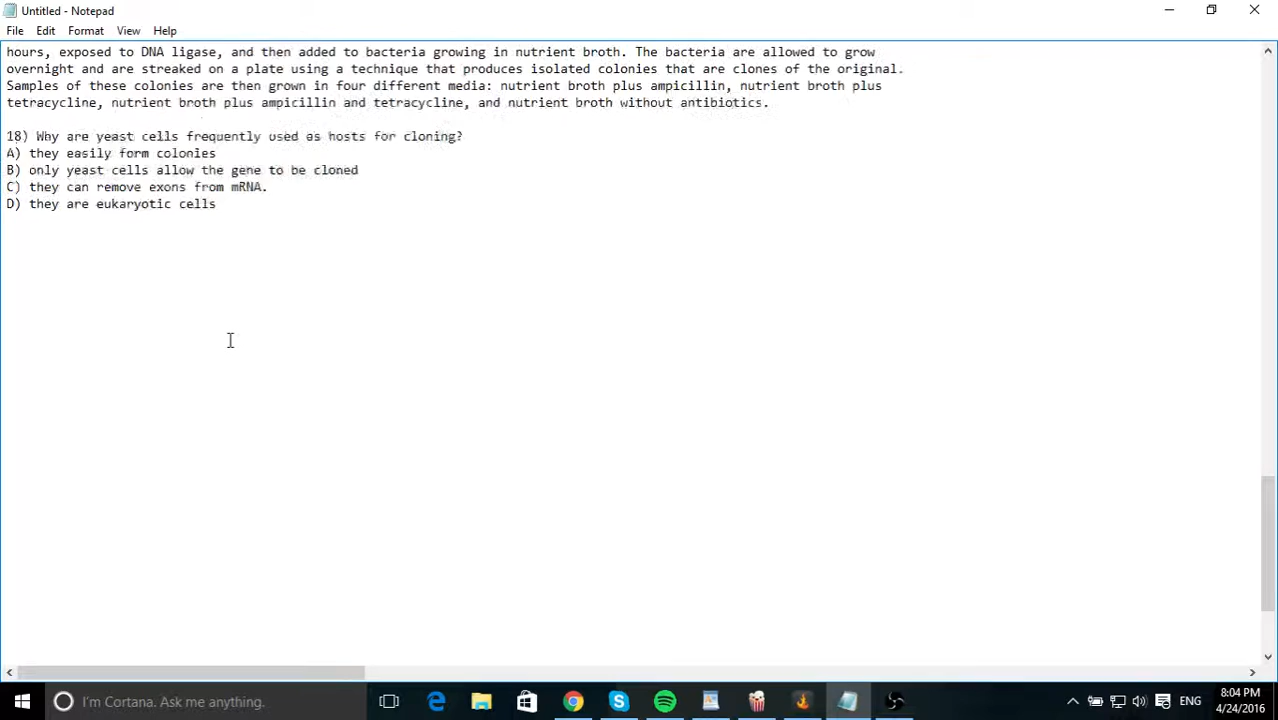 Untitled - Notepad
File Edit Format View Help
hours, exposed to DNA ligase, and then added to bacteria growing in nutrient broth. The bacteria are allowed to grow
overnight and are streaked on a plate using a technique that produces isolated colonies that are clones of the original.
Samples of these colonies are then grown in four different media: nutrient broth plus ampicillin, nutrient broth plus
tetracycline, nutrient broth plus ampicillin and tetracycline, and nutrient broth without antibiotics.
18) Why are yeast cells frequently used as hosts for cloning?
A) they easily form colonies
B) only yeast cells allow the gene to be cloned
C) they can remove exons from mRNA.
D) they are eukaryotic cells
I'm Cortana. Ask me anything.
ENG
8:04 PM
4/24/2016